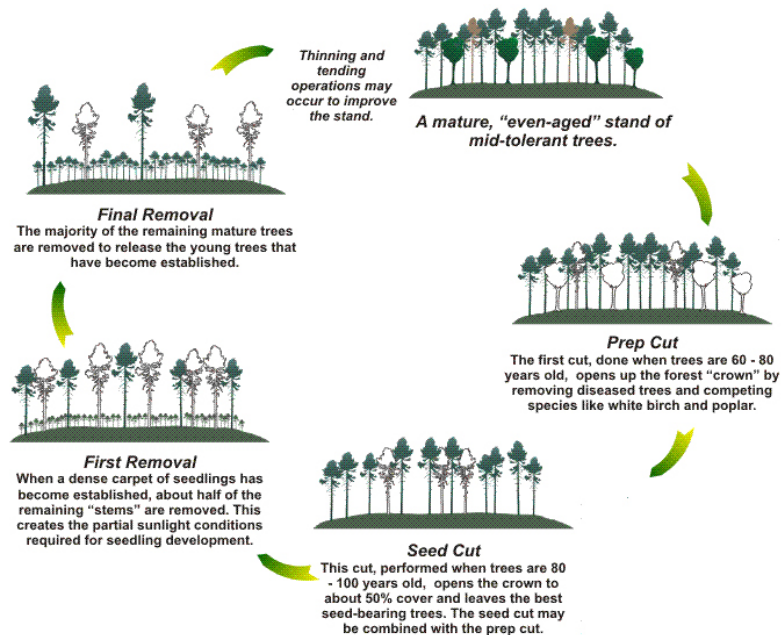 Thinning and
tending
operations may
occur to improve
the stand.
A mature, “even-aged” stand of
mid-tolerant trees.
Prep Cut
The first cut, done when trees are 60 - 80
years old, opens up the forest “crown” by
removing diseased trees and competing
species like white birch and poplar.
Seed Cut
This cut, performed when trees are 80
- 100 years old, opens the crown to
about 50% cover and leaves the best
seed-bearing trees. The seed cut may
be combined with the prep cut.
First Removal
When a dense carpet of seedlings has
become established, about half of the
remaining “stems” are removed. This
creates the partial sunlight conditions
required for seedling development.
Final Removal
The majority of the remaining mature trees
are removed to release the young trees that
have become established.